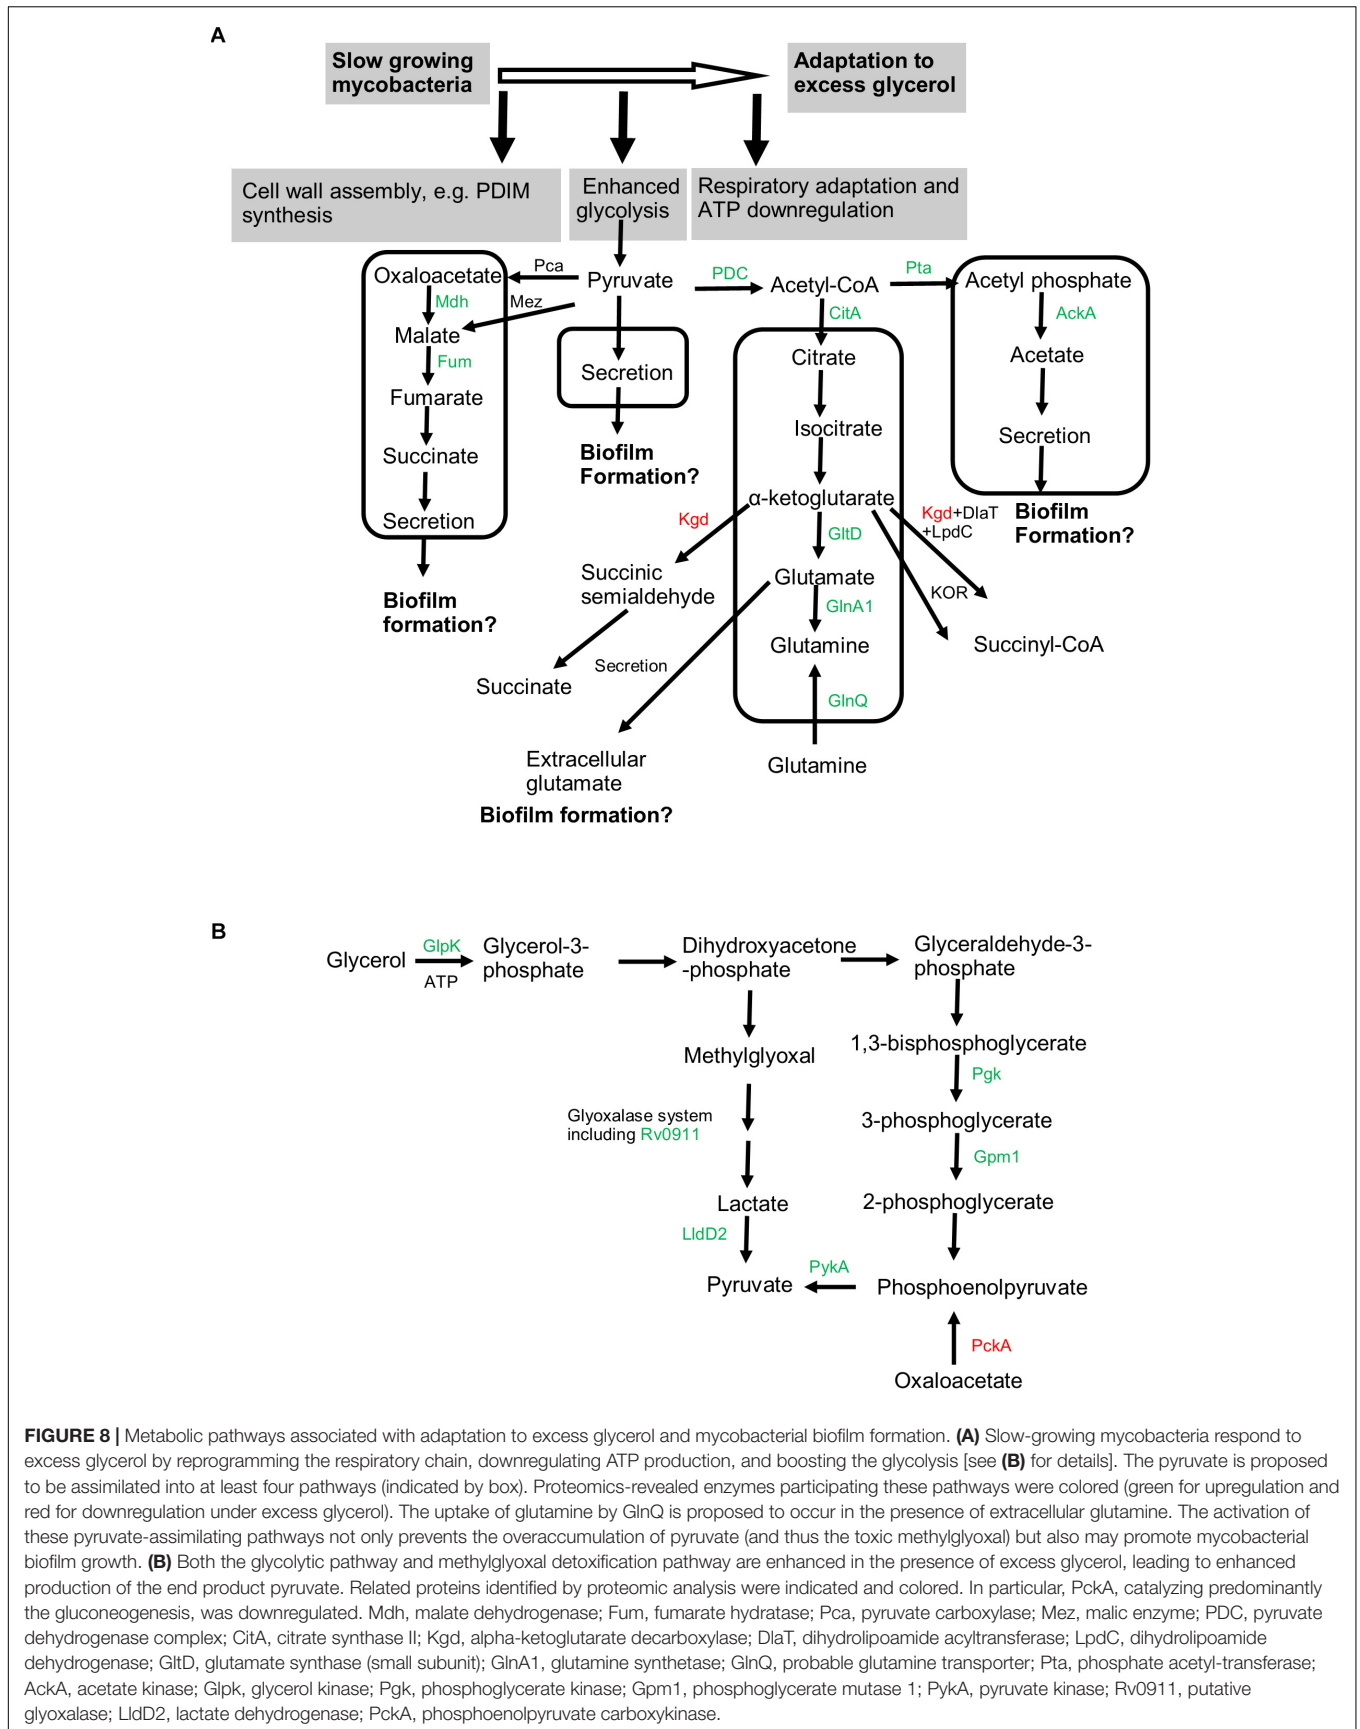 A
Slow growing
mycobacteria
Adaptation to
excess glycerol
Cell wall assembly, e.g. PDIM
synthesis
Enhanced
glycolysis
Respiratory adaptation and
ATP downregulation
Oxaloacetate
Pca
Pyruvate
PDC
Acetyl-CoA
Pta
Acetyl phosphate
Mdh
Mez
CitA
AckA
Malate
Fum
Secretion
Citrate
Acetate
Fumarate
Isocitrate
Secretion
Biofilm
Formation?
Succinate
α-ketoglutarate
Secretion
Kgd
GltD
Kgd+DlaT
+LpdC
Biofilm
Formation?
Succinic
semialdehyde
Glutamate
KOR
Biofilm
formation?
GlnA1
Glutamine
Succinyl-CoA
Secretion
Succinate
GlnQ
Extracellular
glutamate
Glutamine
Biofilm formation?
B
Glycerol
GlpK
ATP
Glycerol-3-
phosphate
Dihydroxyacetone
-phosphate
Glyceraldehyde-3-
phosphate
Methylglyoxal
1,3-bisphosphoglycerate
Pgk
Glyoxalase system
including Rv0911
3-phosphoglycerate
Gpm1
Lactate
2-phosphoglycerate
LldD2
PykA
Pyruvate
Phosphoenolpyruvate
PckA
Oxaloacetate
FIGURE 8 | Metabolic pathways associated with adaptation to excess glycerol and mycobacterial biofilm formation. (A) Slow-growing mycobacteria respond to
excess glycerol by reprogramming the respiratory chain, downregulating ATP production, and boosting the glycolysis [see (B) for details]. The pyruvate is proposed
to be assimilated into at least four pathways (indicated by box). Proteomics-revealed enzymes participating these pathways were colored (green for upregulation and
red for downregulation under excess glycerol). The uptake of glutamine by GlnQ is proposed to occur in the presence of extracellular glutamine. The activation of
these pyruvate-assimilating pathways not only prevents the overaccumulation of pyruvate (and thus the toxic methylglyoxal) but also may promote mycobacterial
biofilm growth. (B) Both the glycolytic pathway and methylglyoxal detoxification pathway are enhanced in the presence of excess glycerol, leading to enhanced
production of the end product pyruvate. Related proteins identified by proteomic analysis were indicated and colored. In particular, PckA, catalyzing predominantly
the gluconeogenesis, was downregulated. Mdh, malate dehydrogenase; Fum, fumarate hydratase; Pca, pyruvate carboxylase; Mez, malic enzyme; PDC, pyruvate
dehydrogenase complex; CitA, citrate synthase II; Kgd, alpha-ketoglutarate decarboxylase; DlaT, dihydrolipoamide acyltransferase; LpdC, dihydrolipoamide
dehydrogenase; GltD, glutamate synthase (small subunit); GlnA1, glutamine synthetase; GlnQ, probable glutamine transporter; Pta, phosphate acetyl-transferase;
AckA, acetate kinase; Glpk, glycerol kinase; Pgk, phosphoglycerate kinase; Gpm1, phosphoglycerate mutase 1; PykA, pyruvate kinase; Rv0911, putative
glyoxalase; LldD2, lactate dehydrogenase; PckA, phosphoenolpyruvate carboxykinase.